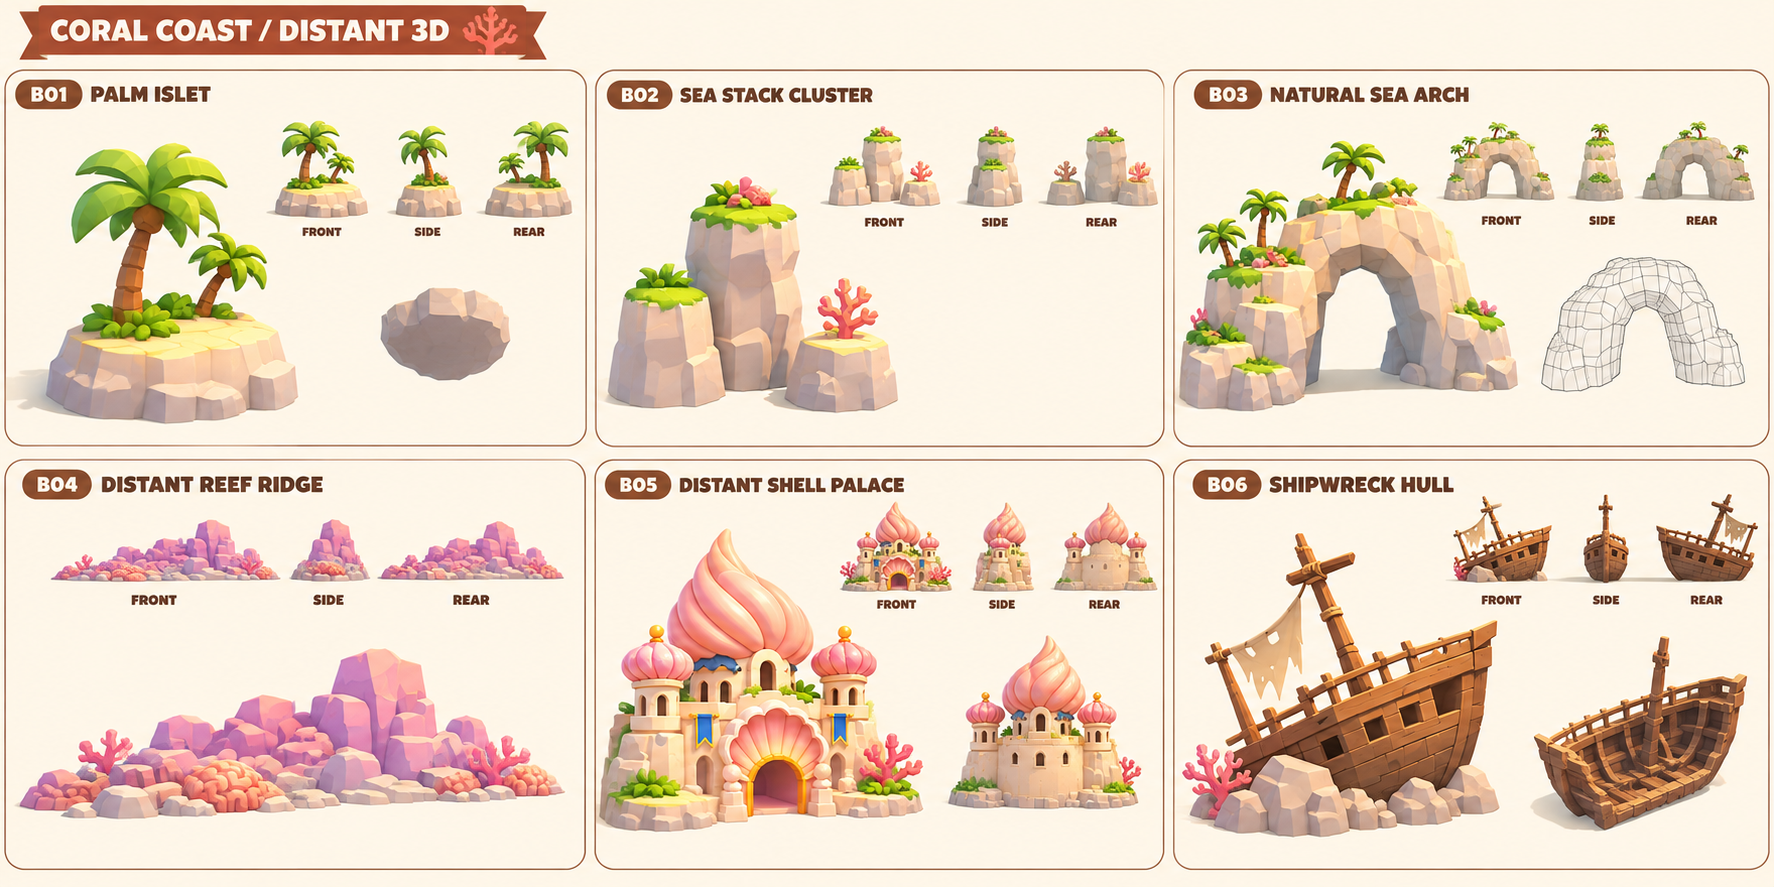 CORAL COAST / DISTANT 3D
B01 PALM ISLET
FRONT SIDE REAR
B02 SEA STACK CLUSTER
FRONT SIDE REAR
B03 NATURAL SEA ARCH
FRONT SIDE REAR
B04 DISTANT REEF RIDGE
FRONT SIDE REAR
B05 DISTANT SHELL PALACE
FRONT SIDE REAR
B06 SHIPWRECK HULL
FRONT SIDE REAR